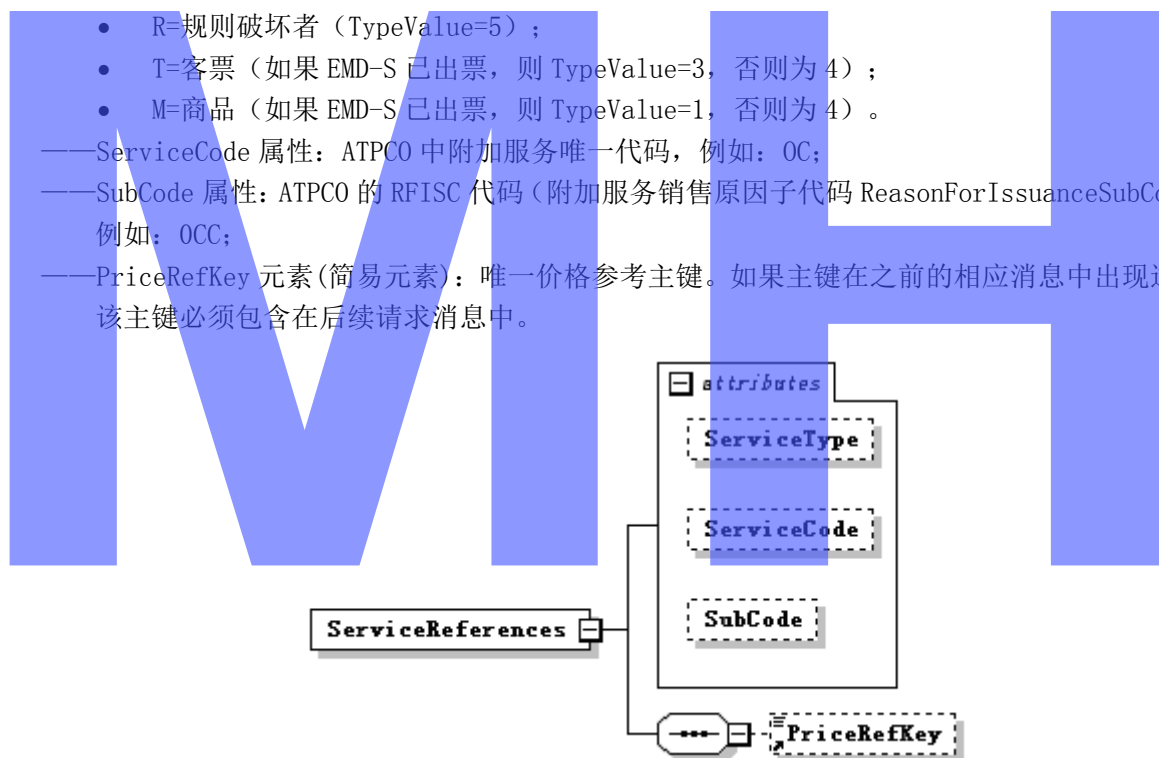 • R=规则破坏者（TypeValue=5）；
• T=客票（如果 EMD-S 已出票，则 TypeValue=3，否则为 4）；
• M=商品（如果 EMD-S 已出票，则 TypeValue=1，否则为 4）。
——ServiceCode 属性：ATPCO 中附加服务唯一代码，例如：OC；
——SubCode 属性：ATPCO 的 RFISC 代码（附加服务销售原因子代码 ReasonForIssuanceSubCo
例如：0CC；
——PriceRefKey 元素(简易元素)：唯一价格参考主键。如果主键在之前的相应消息中出现过
该主键必须包含在后续请求消息中。
MH
attributes
ServiceType
ServiceCode
SubCode
ServiceReferences
PriceRefKey